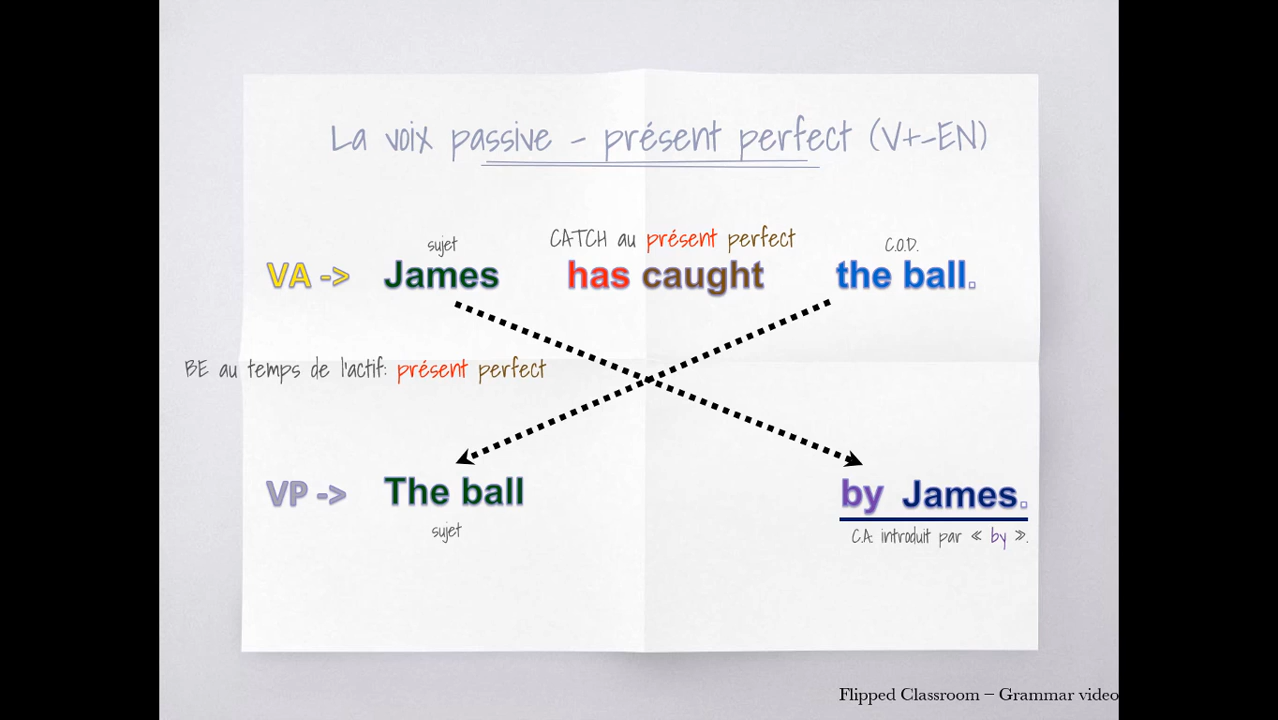 La voix passive - présent perfect (V+-EN)
sujet
CATCH au présent perfect
C.O.D.
VA -> James has caught the ball.
BE au temps de l'actif: présent perfect
VP -> The ball by James.
sujet
C.A. introduit par « by ».
Flipped Classroom – Grammar video